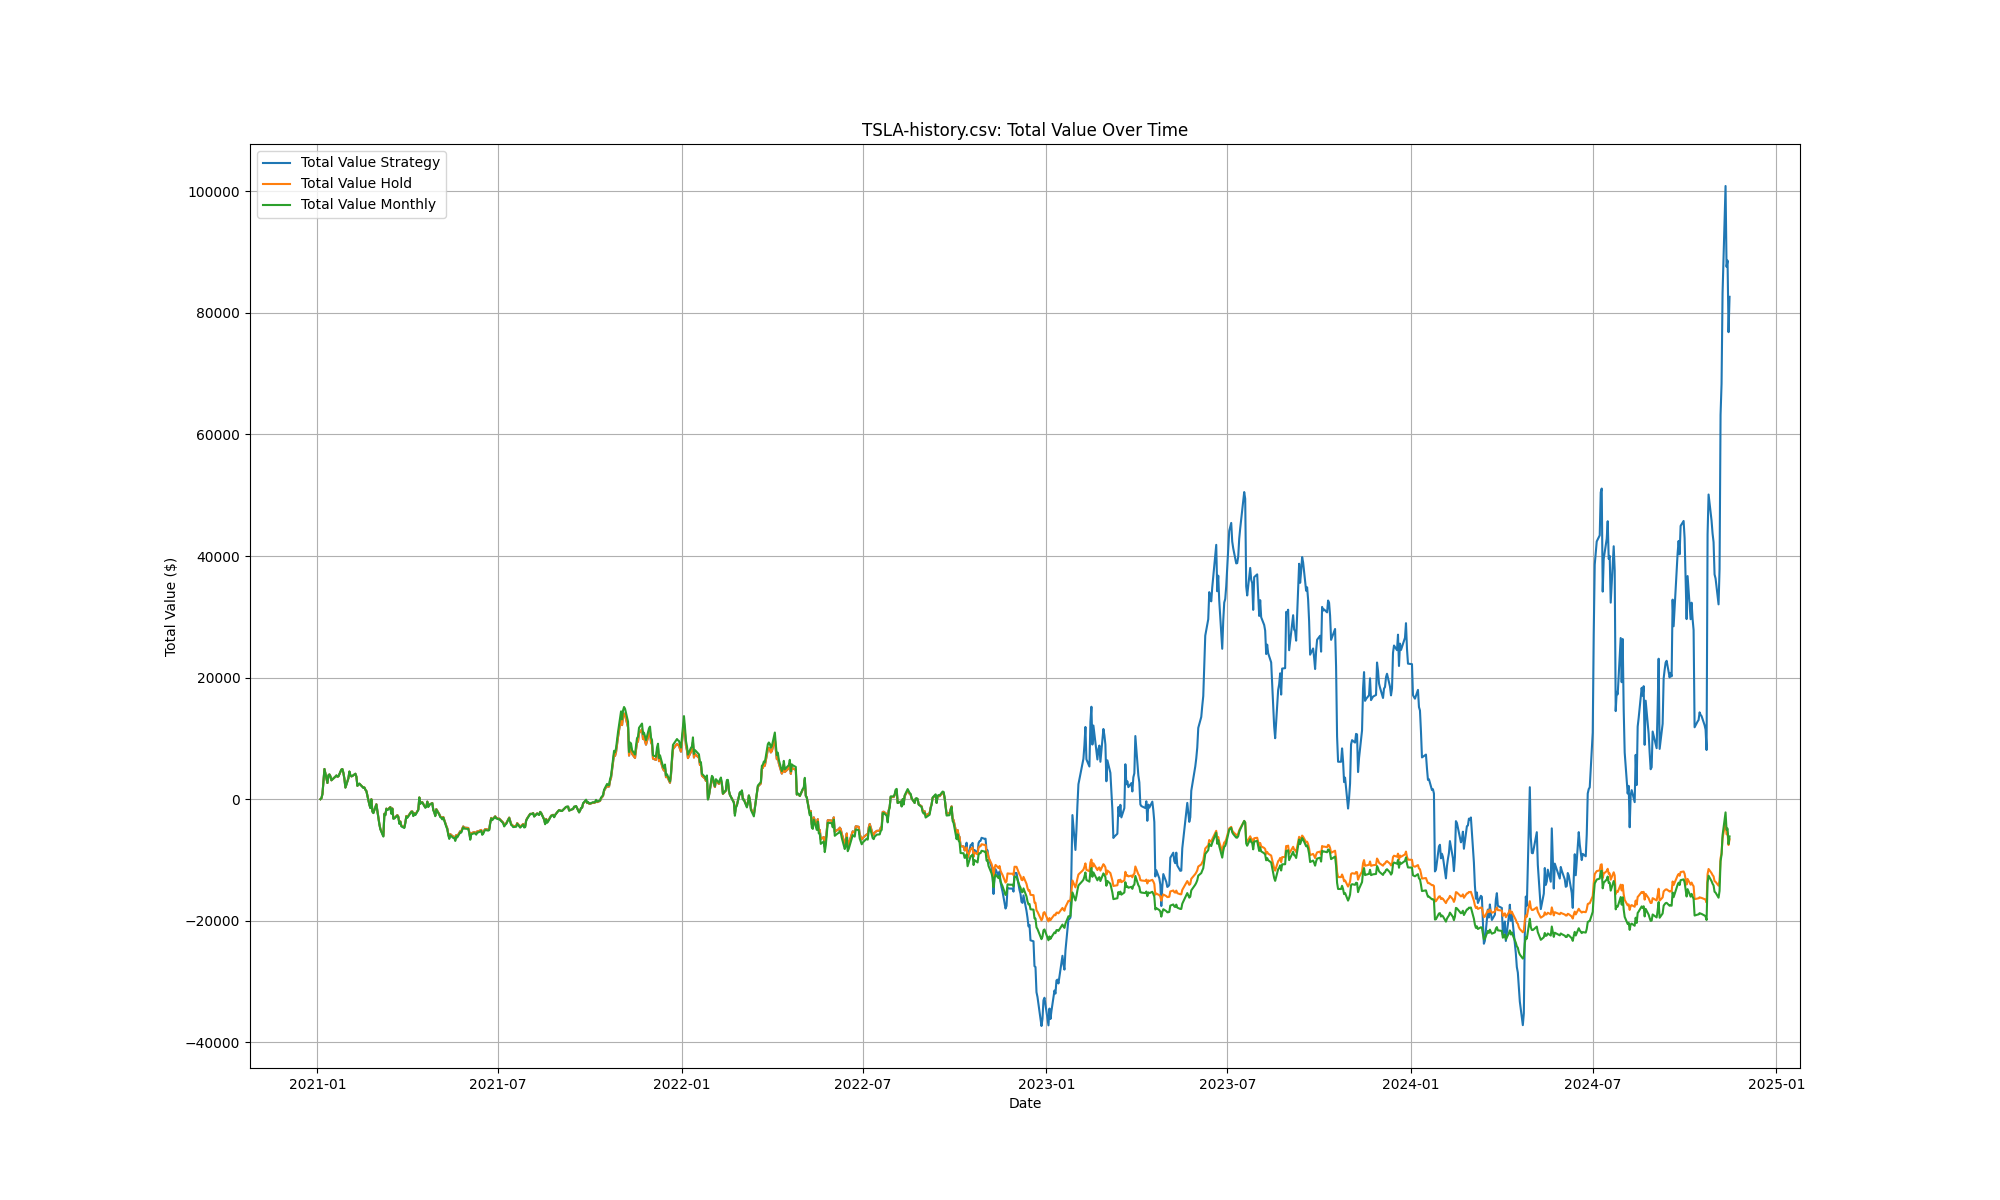 TSLA-history.csv: Total Value Over Time
Total Value Strategy
Total Value Hold
Total Value Monthly
100000
80000
60000
40000
20000
0
−20000
−40000
Total Value ($)
2021-01 2021-07 2022-01 2022-07 2023-01 2023-07 2024-01 2024-07 2025-01
Date